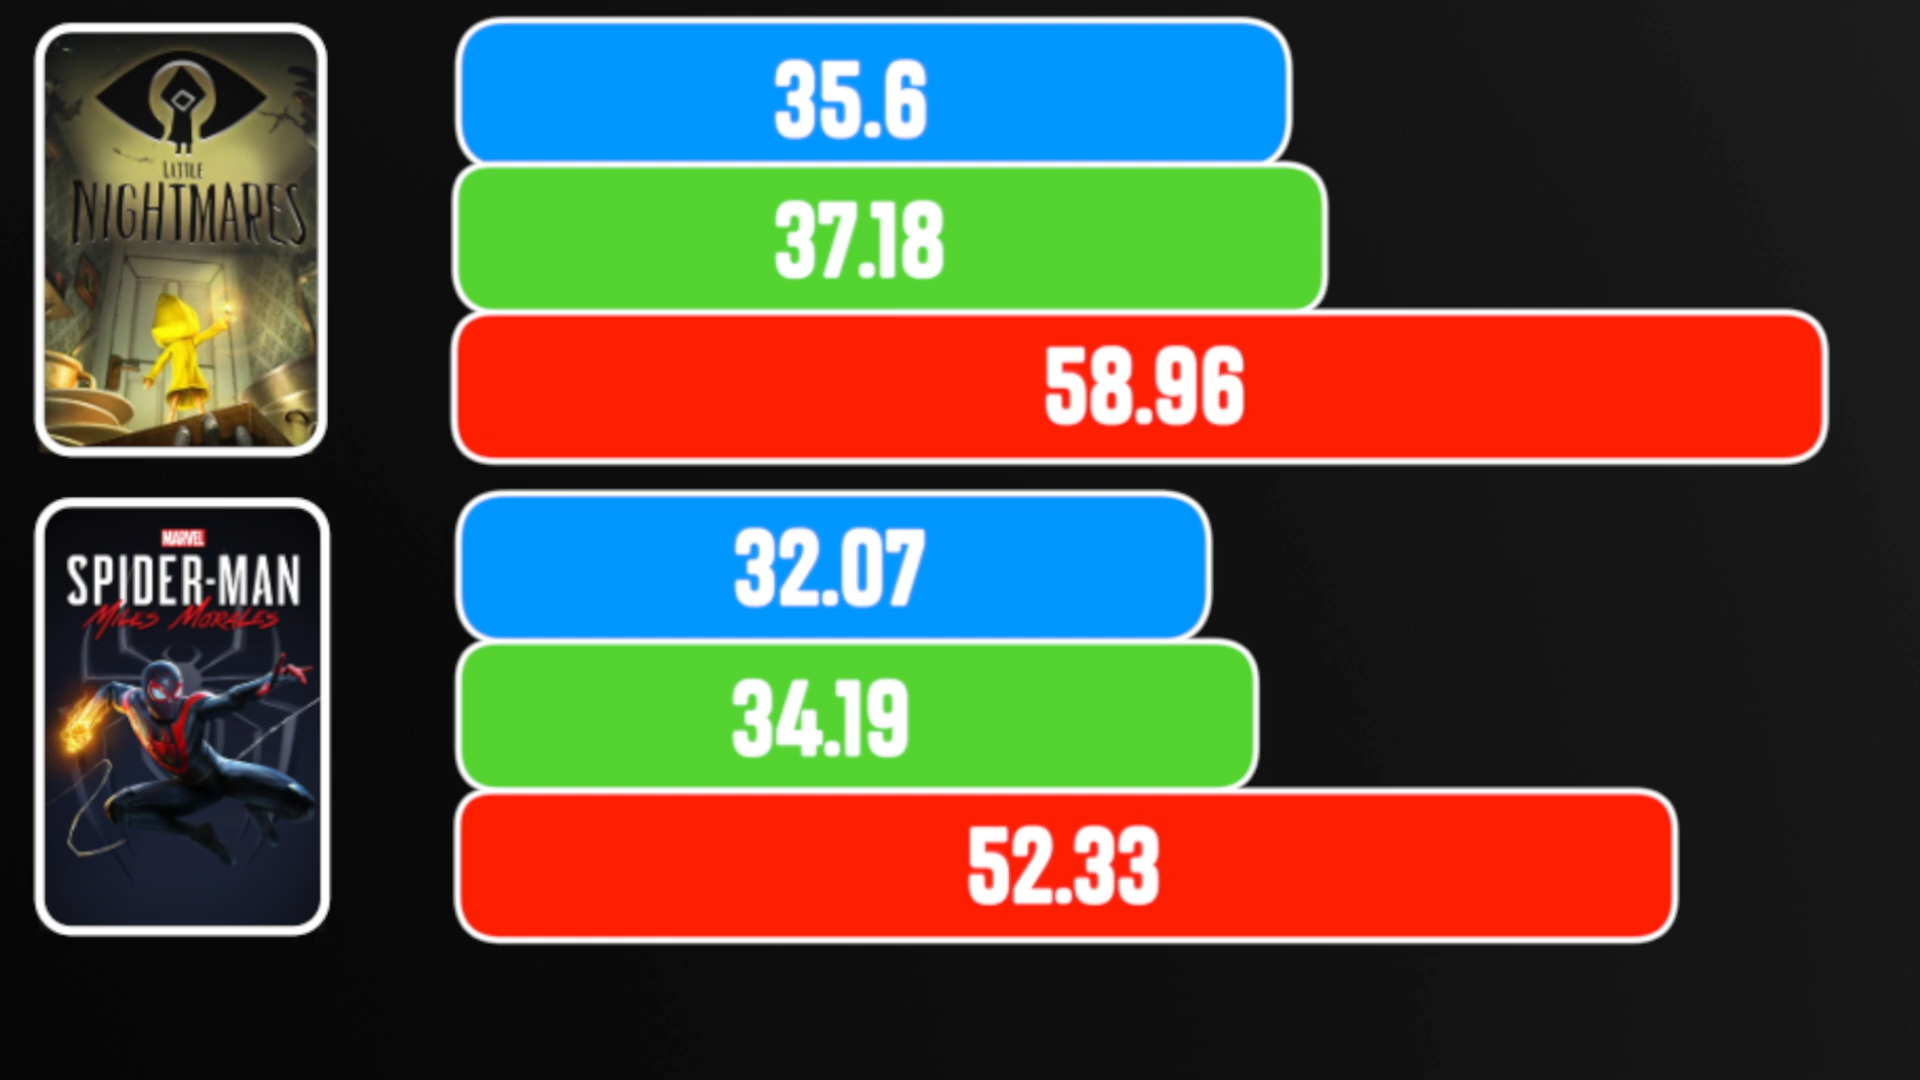 LITTLE
NIGHTMARES
35.6
37.18
58.96
MARVEL
SPIDER-MAN
MILES MORALES
32.07
34.19
52.33